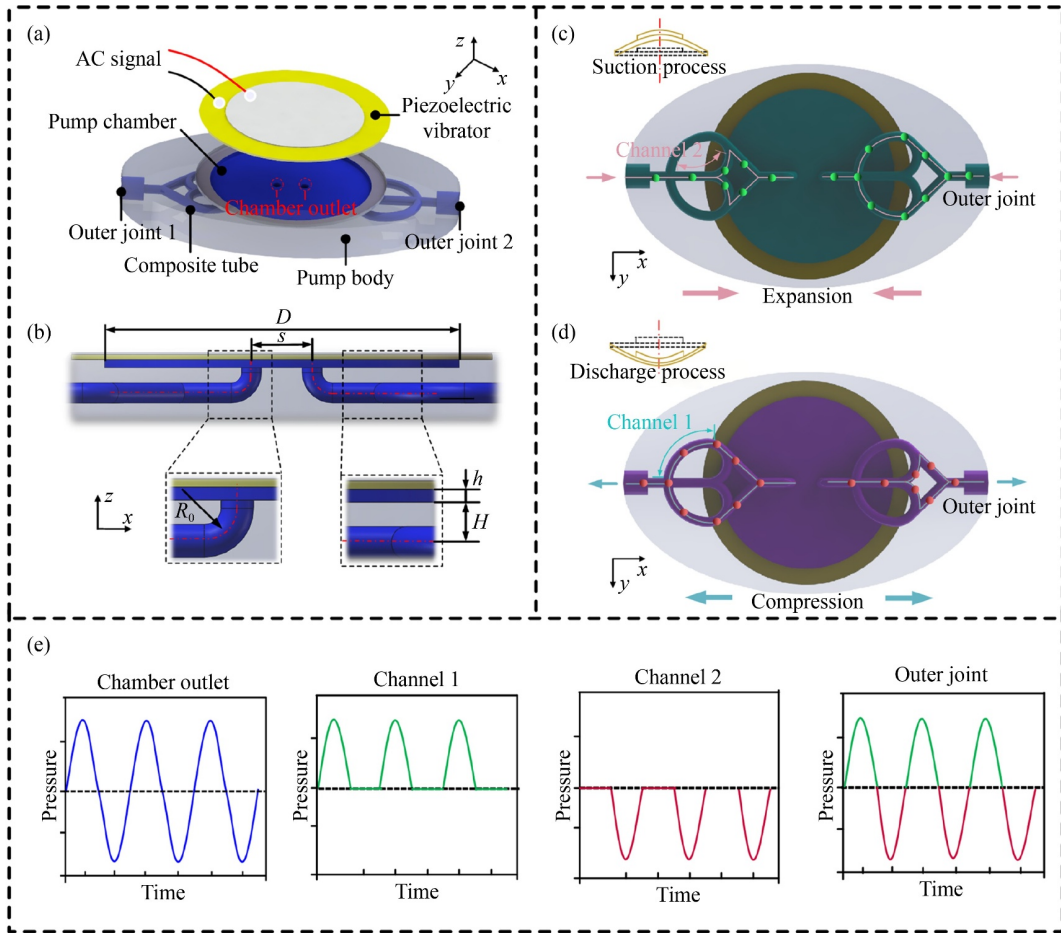 (a)
AC signal
z
y
x
Pump chamber
Piezoelectric
vibrator
Chamber outlet
Outer joint 1
Outer joint 2
Composite tube
Pump body
(b)
D
s
z
x
R0
h
H
(c)
Suction process
Channel 2
Outer joint
x
y
Expansion
(d)
Discharge process
Channel 1
Outer joint
x
y
Compression
(e)
Chamber outlet
Pressure
Time
Channel 1
Pressure
Time
Channel 2
Pressure
Time
Outer joint
Pressure
Time